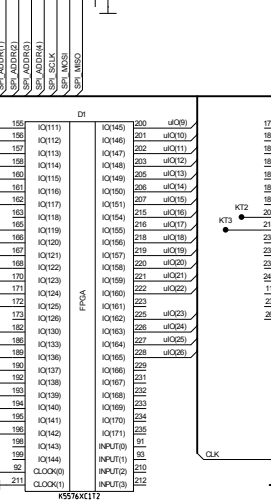 SPI_ADDR(1)
SPI_ADDR(2)
SPI_ADDR(3)
SPI_ADDR(4)
SPI_SCLK
SPI_MOSI
SPI_MISO
D1
155 IO(111) IO(145) 200 uIO(9)
156 IO(112) IO(146) 201 uIO(10)
157 IO(113) IO(147) 202 uIO(11)
158 IO(114) IO(148) 203 uIO(12)
160 IO(115) IO(149) 205 uIO(13)
161 IO(116) IO(150) 206 uIO(14)
162 IO(117) IO(151) 207 uIO(15)
163 IO(118) IO(154) 215 uIO(16)
165 IO(119) IO(155) 216 uIO(17)
166 IO(120) IO(156) 218 uIO(18)
167 IO(121) IO(157) 219 uIO(19)
168 IO(122) IO(158) 220 uIO(20)
170 IO(123) IO(159) 221 uIO(21)
171 IO(124) IO(160) 222 uIO(22)
172 IO(125) IO(161) 223
173 IO(126) IO(162) 225 uIO(23)
182 IO(130) IO(163) 226 uIO(24)
186 IO(133) IO(164) 227 uIO(25)
189 IO(165) 228 uIO(26)
190 IO(136) IO(166) 229
192 IO(137) IO(167) 231
IO(138) IO(168) 232
IO(139) IO(169) 233
195 IO(140) IO(170) 234
196 IO(141) IO(171) 235
198 IO(143) INPUT(0) 91
199 IO(144) INPUT(1) 93
92 CLOCK(0) INPUT(2) 210
211 CLOCK(1) INPUT(3) 212
FPGA
K5576XC1T2
KT2
KT3
CLK